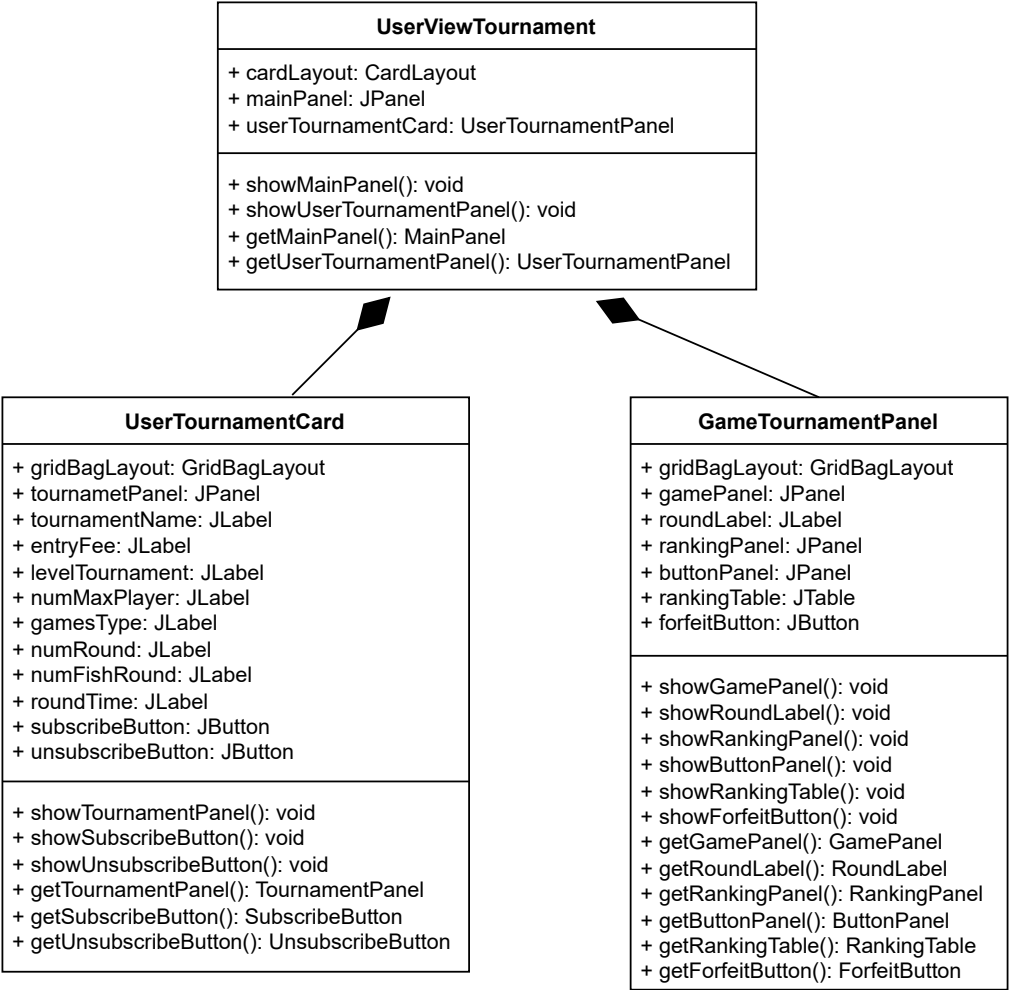 UserViewTournament
+ cardLayout: CardLayout
+ mainPanel: JPanel
+ userTournamentCard: UserTournamentPanel
+ showMainPanel(): void
+ showUserTournamentPanel(): void
+ getMainPanel(): MainPanel
+ getUserTournamentPanel(): UserTournamentPanel
UserTournamentCard
+ gridBagLayout: GridBagLayout
+ tournametPanel: JPanel
+ tournamentName: JLabel
+ entryFee: JLabel
+ levelTournament: JLabel
+ numMaxPlayer: JLabel
+ gamesType: JLabel
+ numRound: JLabel
+ numFishRound: JLabel
+ roundTime: JLabel
+ subscribeButton: JButton
+ unsubscribeButton: JButton
+ showTournamentPanel(): void
+ showSubscribeButton(): void
+ showUnsubscribeButton(): void
+ getTournamentPanel(): TournamentPanel
+ getSubscribeButton(): SubscribeButton
+ getUnsubscribeButton(): UnsubscribeButton
GameTournamentPanel
+ gridBagLayout: GridBagLayout
+ gamePanel: JPanel
+ roundLabel: JLabel
+ rankingPanel: JPanel
+ buttonPanel: JPanel
+ rankingTable: JTable
+ forfeitButton: JButton
+ showGamePanel(): void
+ showRoundLabel(): void
+ showRankingPanel(): void
+ showButtonPanel(): void
+ showRankingTable(): void
+ showForfeitButton(): void
+ getGamePanel(): GamePanel
+ getRoundLabel(): RoundLabel
+ getRankingPanel(): RankingPanel
+ getButtonPanel(): ButtonPanel
+ getRankingTable(): RankingTable
+ getForfeitButton(): ForfeitButton